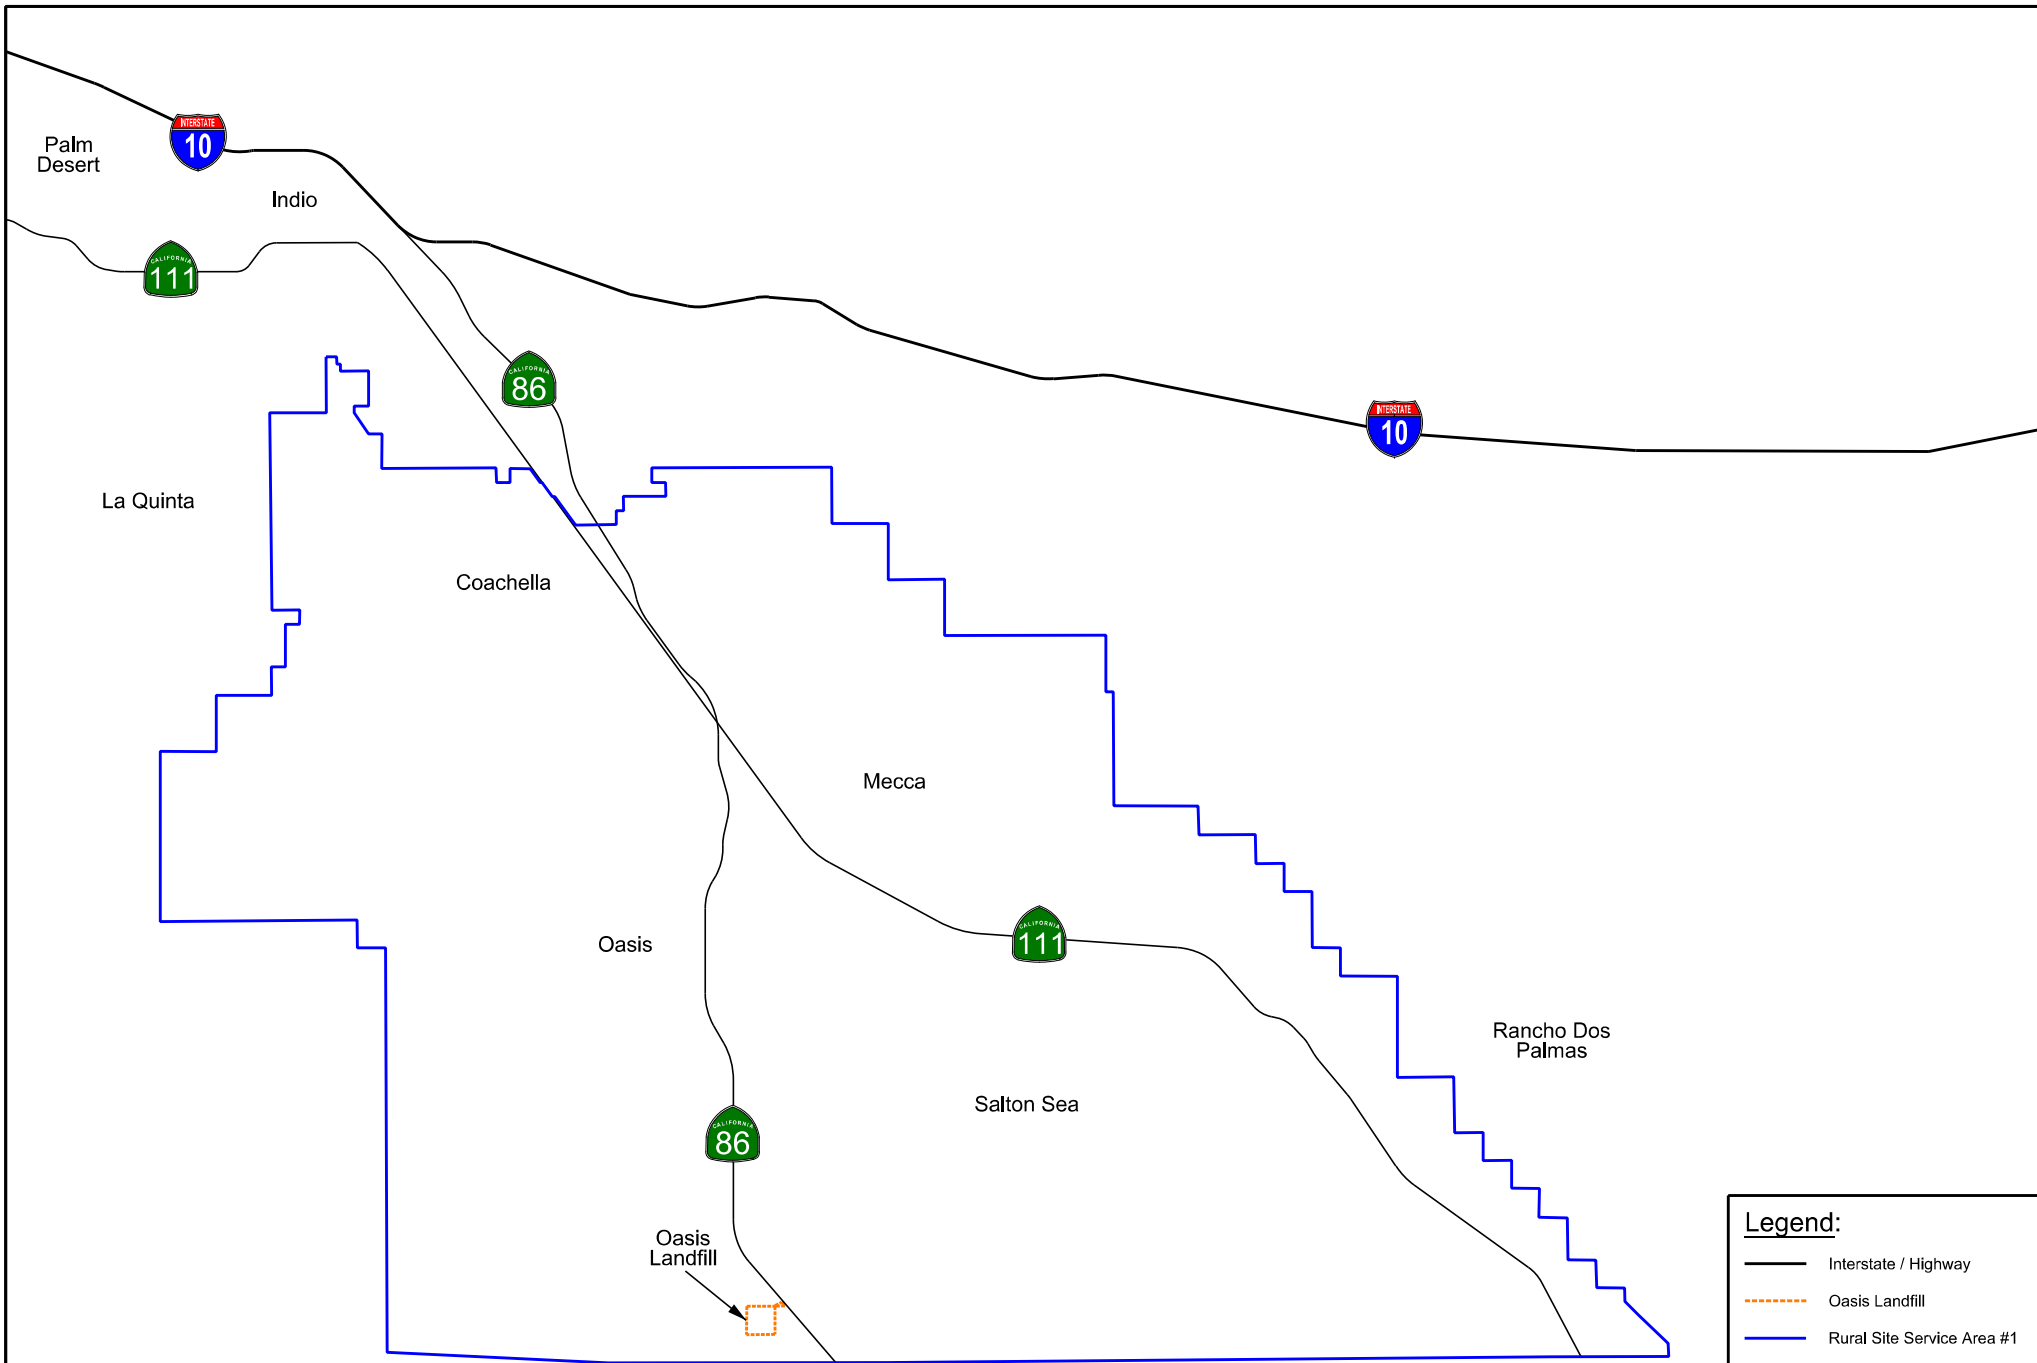 INTERSTATE
10
Palm
Desert
Indio
CALIFORNIA
111
CALIFORNIA
86
INTERSTATE
10
La Quinta
Coachella
Mecca
CALIFORNIA
111
Oasis
Rancho Dos
Palmas
Salton Sea
CALIFORNIA
86
Oasis
Landfill
Legend:
Interstate / Highway
Oasis Landfill
Rural Site Service Area #1